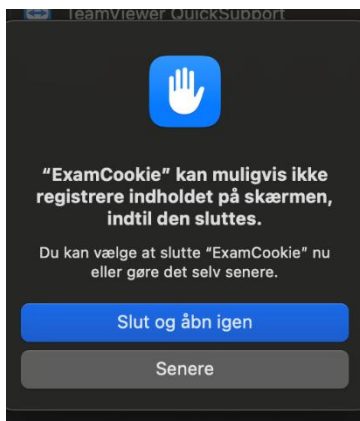 TeamViewer QuickSupport
“ExamCookie” kan muligvis ikke
registrere indholdet på skærmen,
indtil den sluttes.
Du kan vælge at slutte “ExamCookie” nu
eller gøre det selv senere.
Slut og åbn igen
Senere